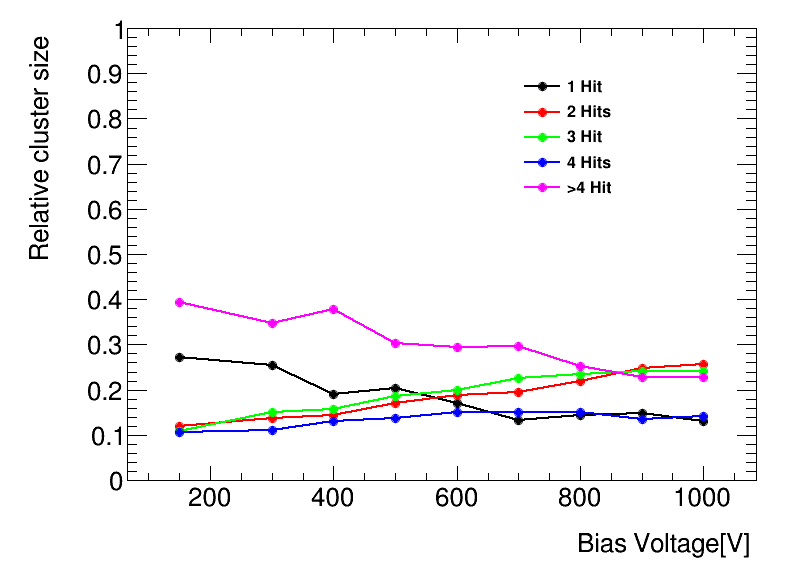 Relative cluster size
1
0.9
0.8
0.7
0.6
0.5
0.4
0.3
0.2
0.1
0
1 Hit
2 Hits
3 Hit
4 Hits
>4 Hit
200 400 600 800 1000
Bias Voltage[V]